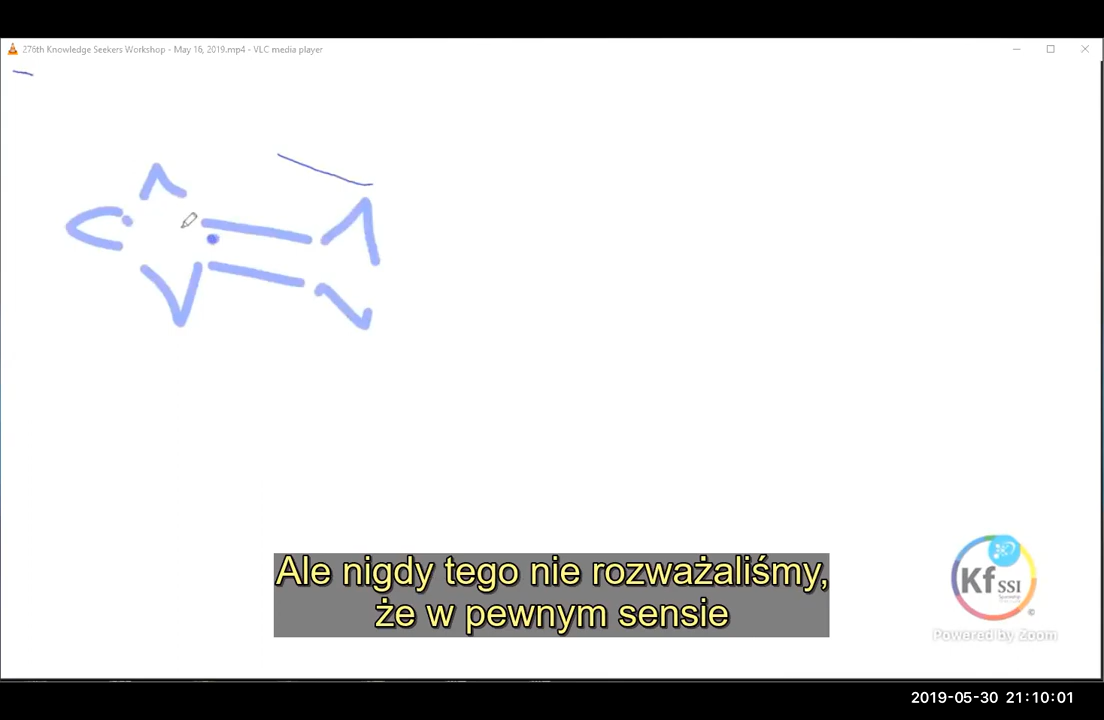 276th Knowledge Seekers Workshop - May 16, 2019.mp4 - VLC media player
Ale nigdy tego nie rozważaliśmy,
że w pewnym sensie
Kf SSI
©
Powered by Zoom
2019-05-30 21:10:01